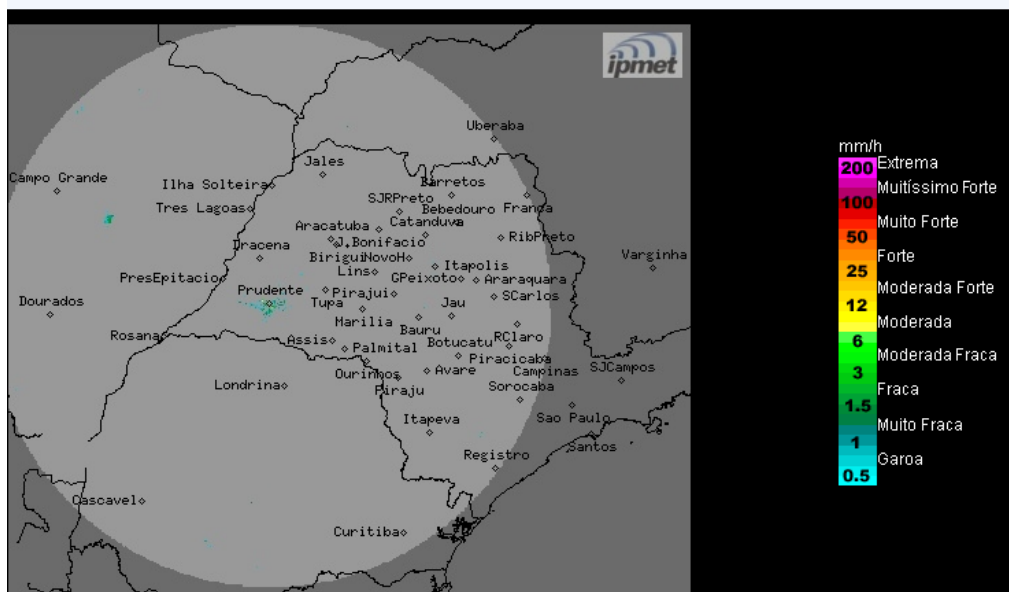 ipmet
Uberaba
Jales
Campo Grande
Ilha Solteira
Barretos
SJRPreto
Tres Lagoas
Bebedouro Franca
Aracatuba
Catanduva
Dracena
J.Bonifacio
RibPreto
Varginha
Birigui
NovoH
Itapolis
PresEpitacio
Lins
GPeixoto
Araraquara
Prudente
Dourados
Tupa
Pirajui
Jau
SCarlos
Marilia
Bauru
Rosana
Assis
Botucatu
RClaro
Palmital
Piracicaba
Ourinhos
Avare
Campinas
SJCampos
Londrina
Piraju
Sorocaba
Itapeva
Sao Paulo
Registro
Santos
Cascavel
Curitiba
mm/h
200 Extrema
Muitíssimo Forte
100
Muito Forte
50
Forte
25
Moderada Forte
12
Moderada
6
Moderada Fraca
3
Fraca
1.5
Muito Fraca
1
Garoa
0.5